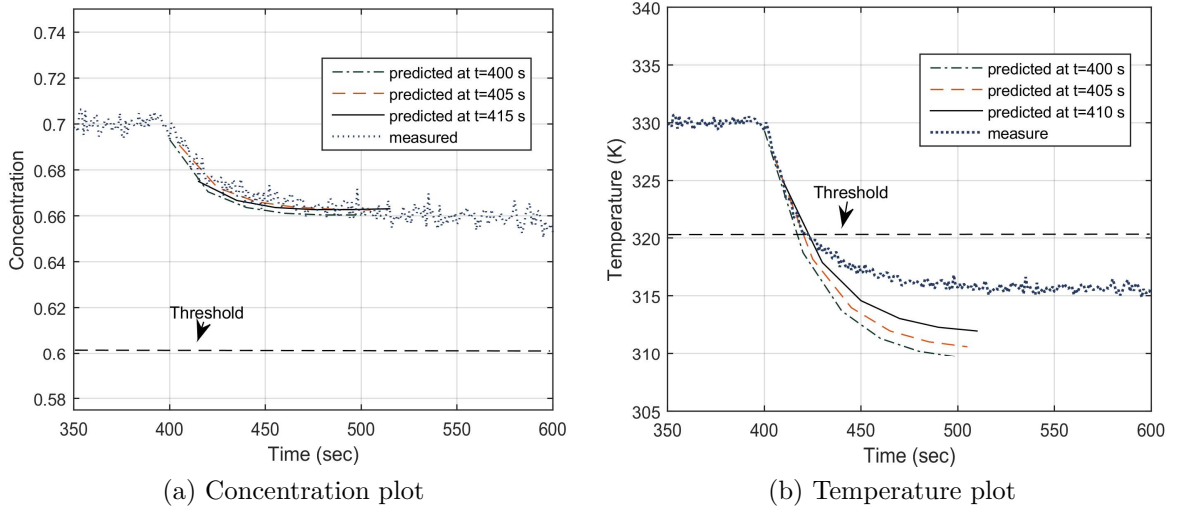 0.74
0.72
0.7
0.68
0.66
0.64
0.62
0.6
0.58
Concentration
350 400 450 500 550 600
Time (sec)
predicted at t=400 s
predicted at t=405 s
predicted at t=415 s
measured
Threshold
(a) Concentration plot
340
335
330
325
320
315
310
305
Temperature (K)
350 400 450 500 550 600
Time (sec)
predicted at t=400 s
predicted at t=405 s
predicted at t=410 s
measure
Threshold
(b) Temperature plot